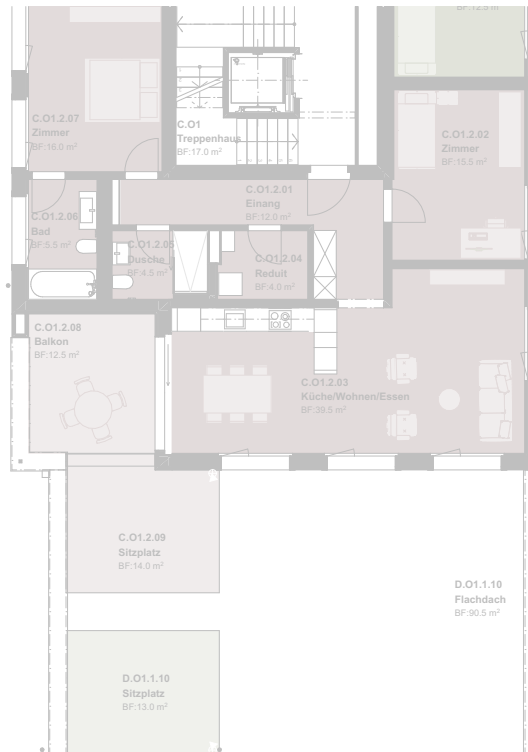 BF:12.5 m²
C.O1.2.07
Zimmer
BF:16.0 m²
C.O1
Treppenhaus
BF:17.0 m²
C.O1.2.02
Zimmer
BF:15.5 m²
C.O1.2.01
Einang
BF:12.0 m²
C.O1.2.06
Bad
BF:5.5 m²
C.O1.2.05
Dusche
BF:4.5 m²
C.O1.2.04
Reduit
BF:4.0 m²
C.O1.2.08
Balkon
BF:12.5 m²
C.O1.2.03
Küche/Wohnen/Essen
BF:39.5 m²
C.O1.2.09
Sitzplatz
BF:14.0 m²
D.O1.1.10
Flachdach
BF:90.5 m²
D.O1.1.10
Sitzplatz
BF:13.0 m²